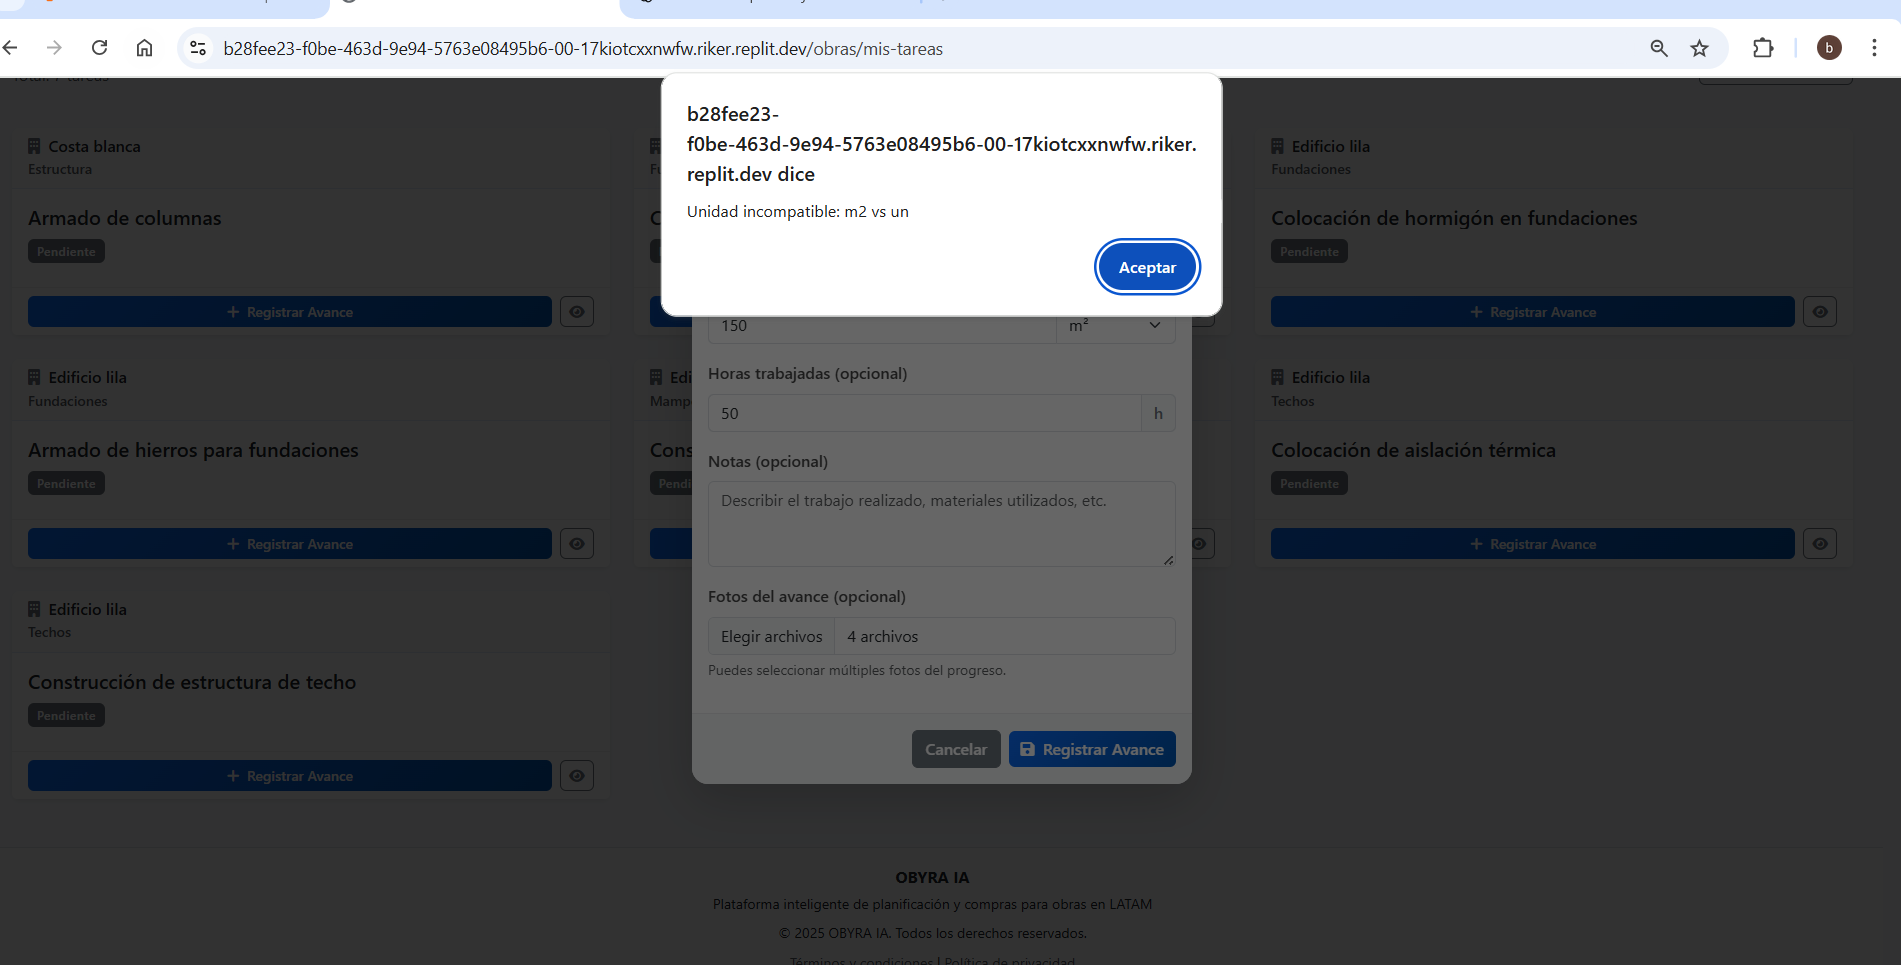 b28fee23-f0be-463d-9e94-5763e08495b6-00-17kiotcxxnwfw.riker.replit.dev/obras/mis-tareas
b
b28fee23-
f0be-463d-9e94-5763e08495b6-00-17kiotcxxnwfw.riker.
replit.dev dice
Unidad incompatible: m2 vs un
Aceptar
Costa blanca
Estructura
Armado de columnas
Pendiente
Registrar Avance
Edificio lila
Fundaciones
Colocación de hormigón en fundaciones
Pendiente
Registrar Avance
150
m²
Horas trabajadas (opcional)
50
h
Notas (opcional)
Describir el trabajo realizado, materiales utilizados, etc.
Fotos del avance (opcional)
Elegir archivos
4 archivos
Puedes seleccionar múltiples fotos del progreso.
Cancelar
Registrar Avance
Edificio lila
Fundaciones
Armado de hierros para fundaciones
Pendiente
Registrar Avance
Edi
Mamp
Cons
Pendi
Edificio lila
Techos
Colocación de aislación térmica
Pendiente
Registrar Avance
Edificio lila
Techos
Construcción de estructura de techo
Pendiente
Registrar Avance
OBYRA IA
Plataforma inteligente de planificación y compras para obras en LATAM
© 2025 OBYRA IA. Todos los derechos reservados.
Términos y condiciones | Política de privacidad